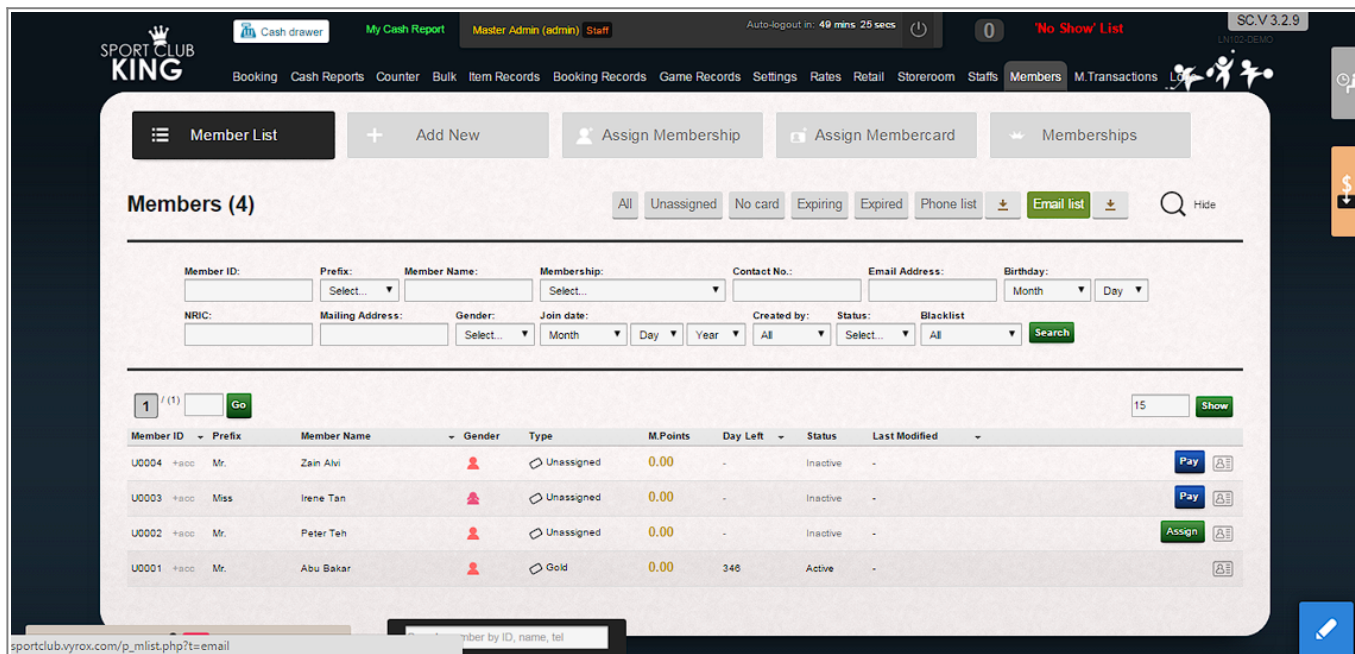 SPORT CLUB
KING
Cash drawer
My Cash Report
Master Admin (admin) Staff
Auto-logout in: 49 mins 25 secs
0
'No Show' List
SC.V 3.2.9
LN102-DEMO
Booking Cash Reports Counter Bulk Item Records Booking Records Game Records Settings Rates Retail Storeroom Staffs Members M.Transactions
Member List
Add New
Assign Membership
Assign Membercard
Memberships
Members (4)
All Unassigned No card Expiring Expired Phone list Email list
Hide
Member ID: Prefix: Member Name: Membership: Contact No.: Email Address: Birthday:
Select... Select... Month Day
NRIC: Mailing Address: Gender: Join date: Created by: Status: Blacklist
Select... Month Day Year All Select... All Search
1 / (1) Go
15 Show
Member ID Prefix Member Name Gender Type M.Points Day Left Status Last Modified
U0004 +acc Mr. Zain Alvi Unassigned 0.00 - Inactive - Pay
U0003 +acc Miss Irene Tan Unassigned 0.00 - Inactive - Pay
U0002 +acc Mr. Peter Teh Unassigned 0.00 - Inactive - Assign
U0001 +acc Mr. Abu Bakar Gold 0.00 346 Active -
by ID, name, tel
sportclub.vyrox.com/p_mlist.php?t=email